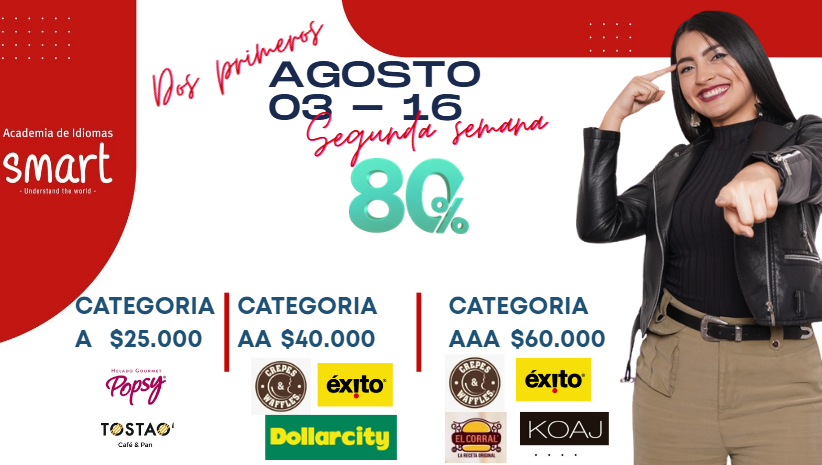 Dos primeros
AGOSTO
03 – 16
Segunda semana
80%
Academia de Idiomas
smart
- Understand the world -
CATEGORIA
A $25.000
CATEGORIA
AA $40.000
CATEGORIA
AAA $60.000
HELADO GOURMET
Popsy
TOSTAO'
Café & Pan
CREPES
&
WAFFLES
éxito
Dollarcity
CREPES
&
WAFFLES
éxito
EL CORRAL
LA RECETA ORIGINAL
KOAJ